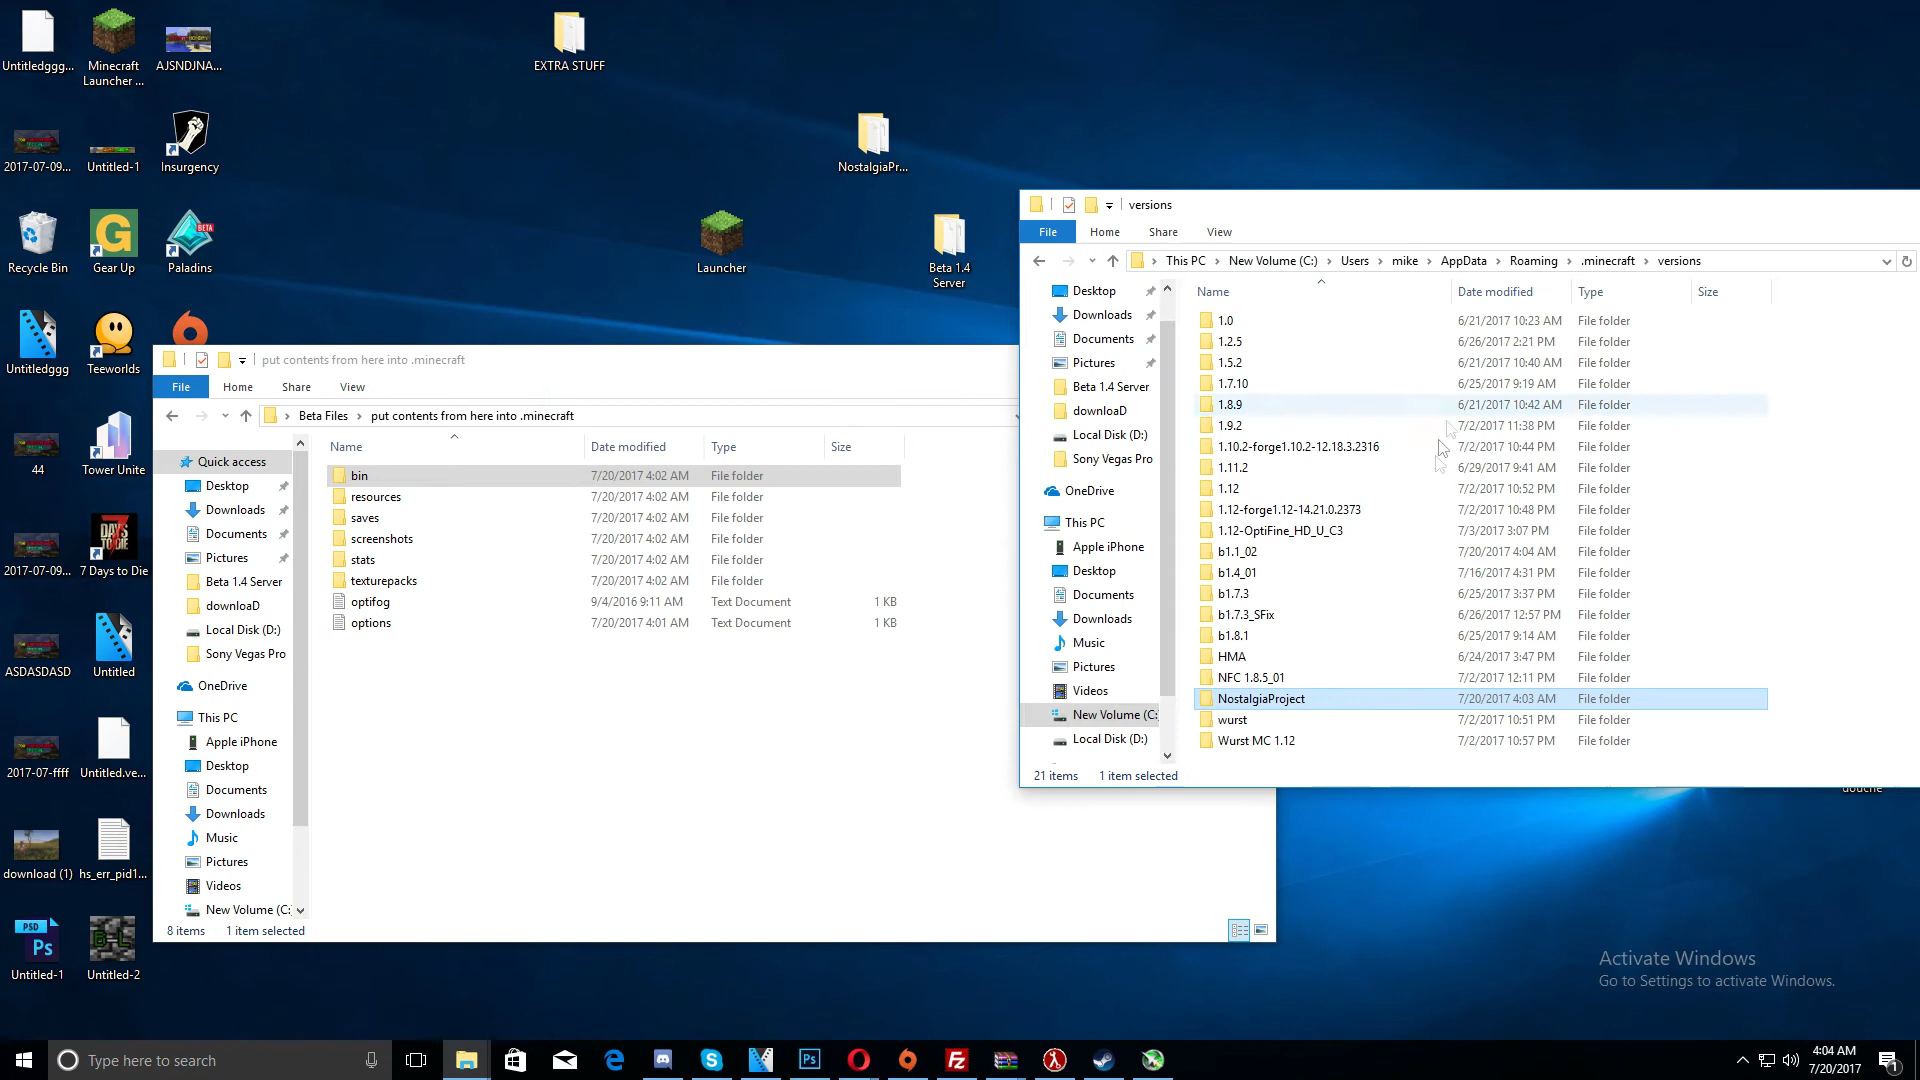 Untitledggg...
Minecraft
Launcher ...
AJSNDJNA...
EXTRA STUFF
2017-07-09...
Untitled-1
Insurgency
NostalgiaPr...
Recycle Bin
Gear Up
BETA
Paladins
Launcher
Beta 1.4
Server
Untitledggg
Teeworlds
44
Tower Unite
2017-07-09...
7 DAYS TO DIE
7 Days to Die
ASDASDASD
Untitled
2017-07-ffff
Untitled.ve...
download (1)
hs_err_pid1...
PSD
Ps
Untitled-1
B-L
Untitled-2
put contents from here into .minecraft
File
Home
Share
View
Beta Files
put contents from here into .minecraft
Name
Date modified
Type
Size
Quick access
Desktop
Downloads
Documents
Pictures
Beta 1.4 Server
downloaD
Local Disk (D:)
Sony Vegas Pro
OneDrive
This PC
Apple iPhone
Desktop
Documents
Downloads
Music
Pictures
Videos
New Volume (C:
bin 7/20/2017 4:02 AM File folder
resources 7/20/2017 4:02 AM File folder
saves 7/20/2017 4:02 AM File folder
screenshots 7/20/2017 4:02 AM File folder
stats 7/20/2017 4:02 AM File folder
texturepacks 7/20/2017 4:02 AM File folder
optifog 9/4/2016 9:11 AM Text Document 1 KB
options 7/20/2017 4:01 AM Text Document 1 KB
8 items 1 item selected
versions
File
Home
Share
View
This PC
New Volume (C:)
Users
mike
AppData
Roaming
.minecraft
versions
Name
Date modified
Type
Size
Desktop
Downloads
Documents
Pictures
Beta 1.4 Server
downloaD
Local Disk (D:)
Sony Vegas Pro
OneDrive
This PC
Apple iPhone
Desktop
Documents
Downloads
Music
Pictures
Videos
New Volume (C:
Local Disk (D:)
1.0 6/21/2017 10:23 AM File folder
1.2.5 6/26/2017 2:21 PM File folder
1.5.2 6/21/2017 10:40 AM File folder
1.7.10 6/25/2017 9:19 AM File folder
1.8.9 6/21/2017 10:42 AM File folder
1.9.2 7/2/2017 11:38 PM File folder
1.10.2-forge1.10.2-12.18.3.2316 7/2/2017 10:44 PM File folder
1.11.2 6/29/2017 9:41 AM File folder
1.12 7/2/2017 10:52 PM File folder
1.12-forge1.12-14.21.0.2373 7/2/2017 10:48 PM File folder
1.12-OptiFine_HD_U_C3 7/3/2017 3:07 PM File folder
b1.1_02 7/20/2017 4:04 AM File folder
b1.4_01 7/16/2017 4:31 PM File folder
b1.7.3 6/25/2017 3:37 PM File folder
b1.7.3_SFix 6/26/2017 12:57 PM File folder
b1.8.1 6/25/2017 9:14 AM File folder
HMA 6/24/2017 3:47 PM File folder
NFC 1.8.5_01 7/2/2017 12:11 PM File folder
NostalgiaProject 7/20/2017 4:03 AM File folder
wurst 7/2/2017 10:51 PM File folder
Wurst MC 1.12 7/2/2017 10:57 PM File folder
21 items 1 item selected
douche
Activate Windows
Go to Settings to activate Windows.
Type here to search
Ps
Fz
4:04 AM
7/20/2017
1